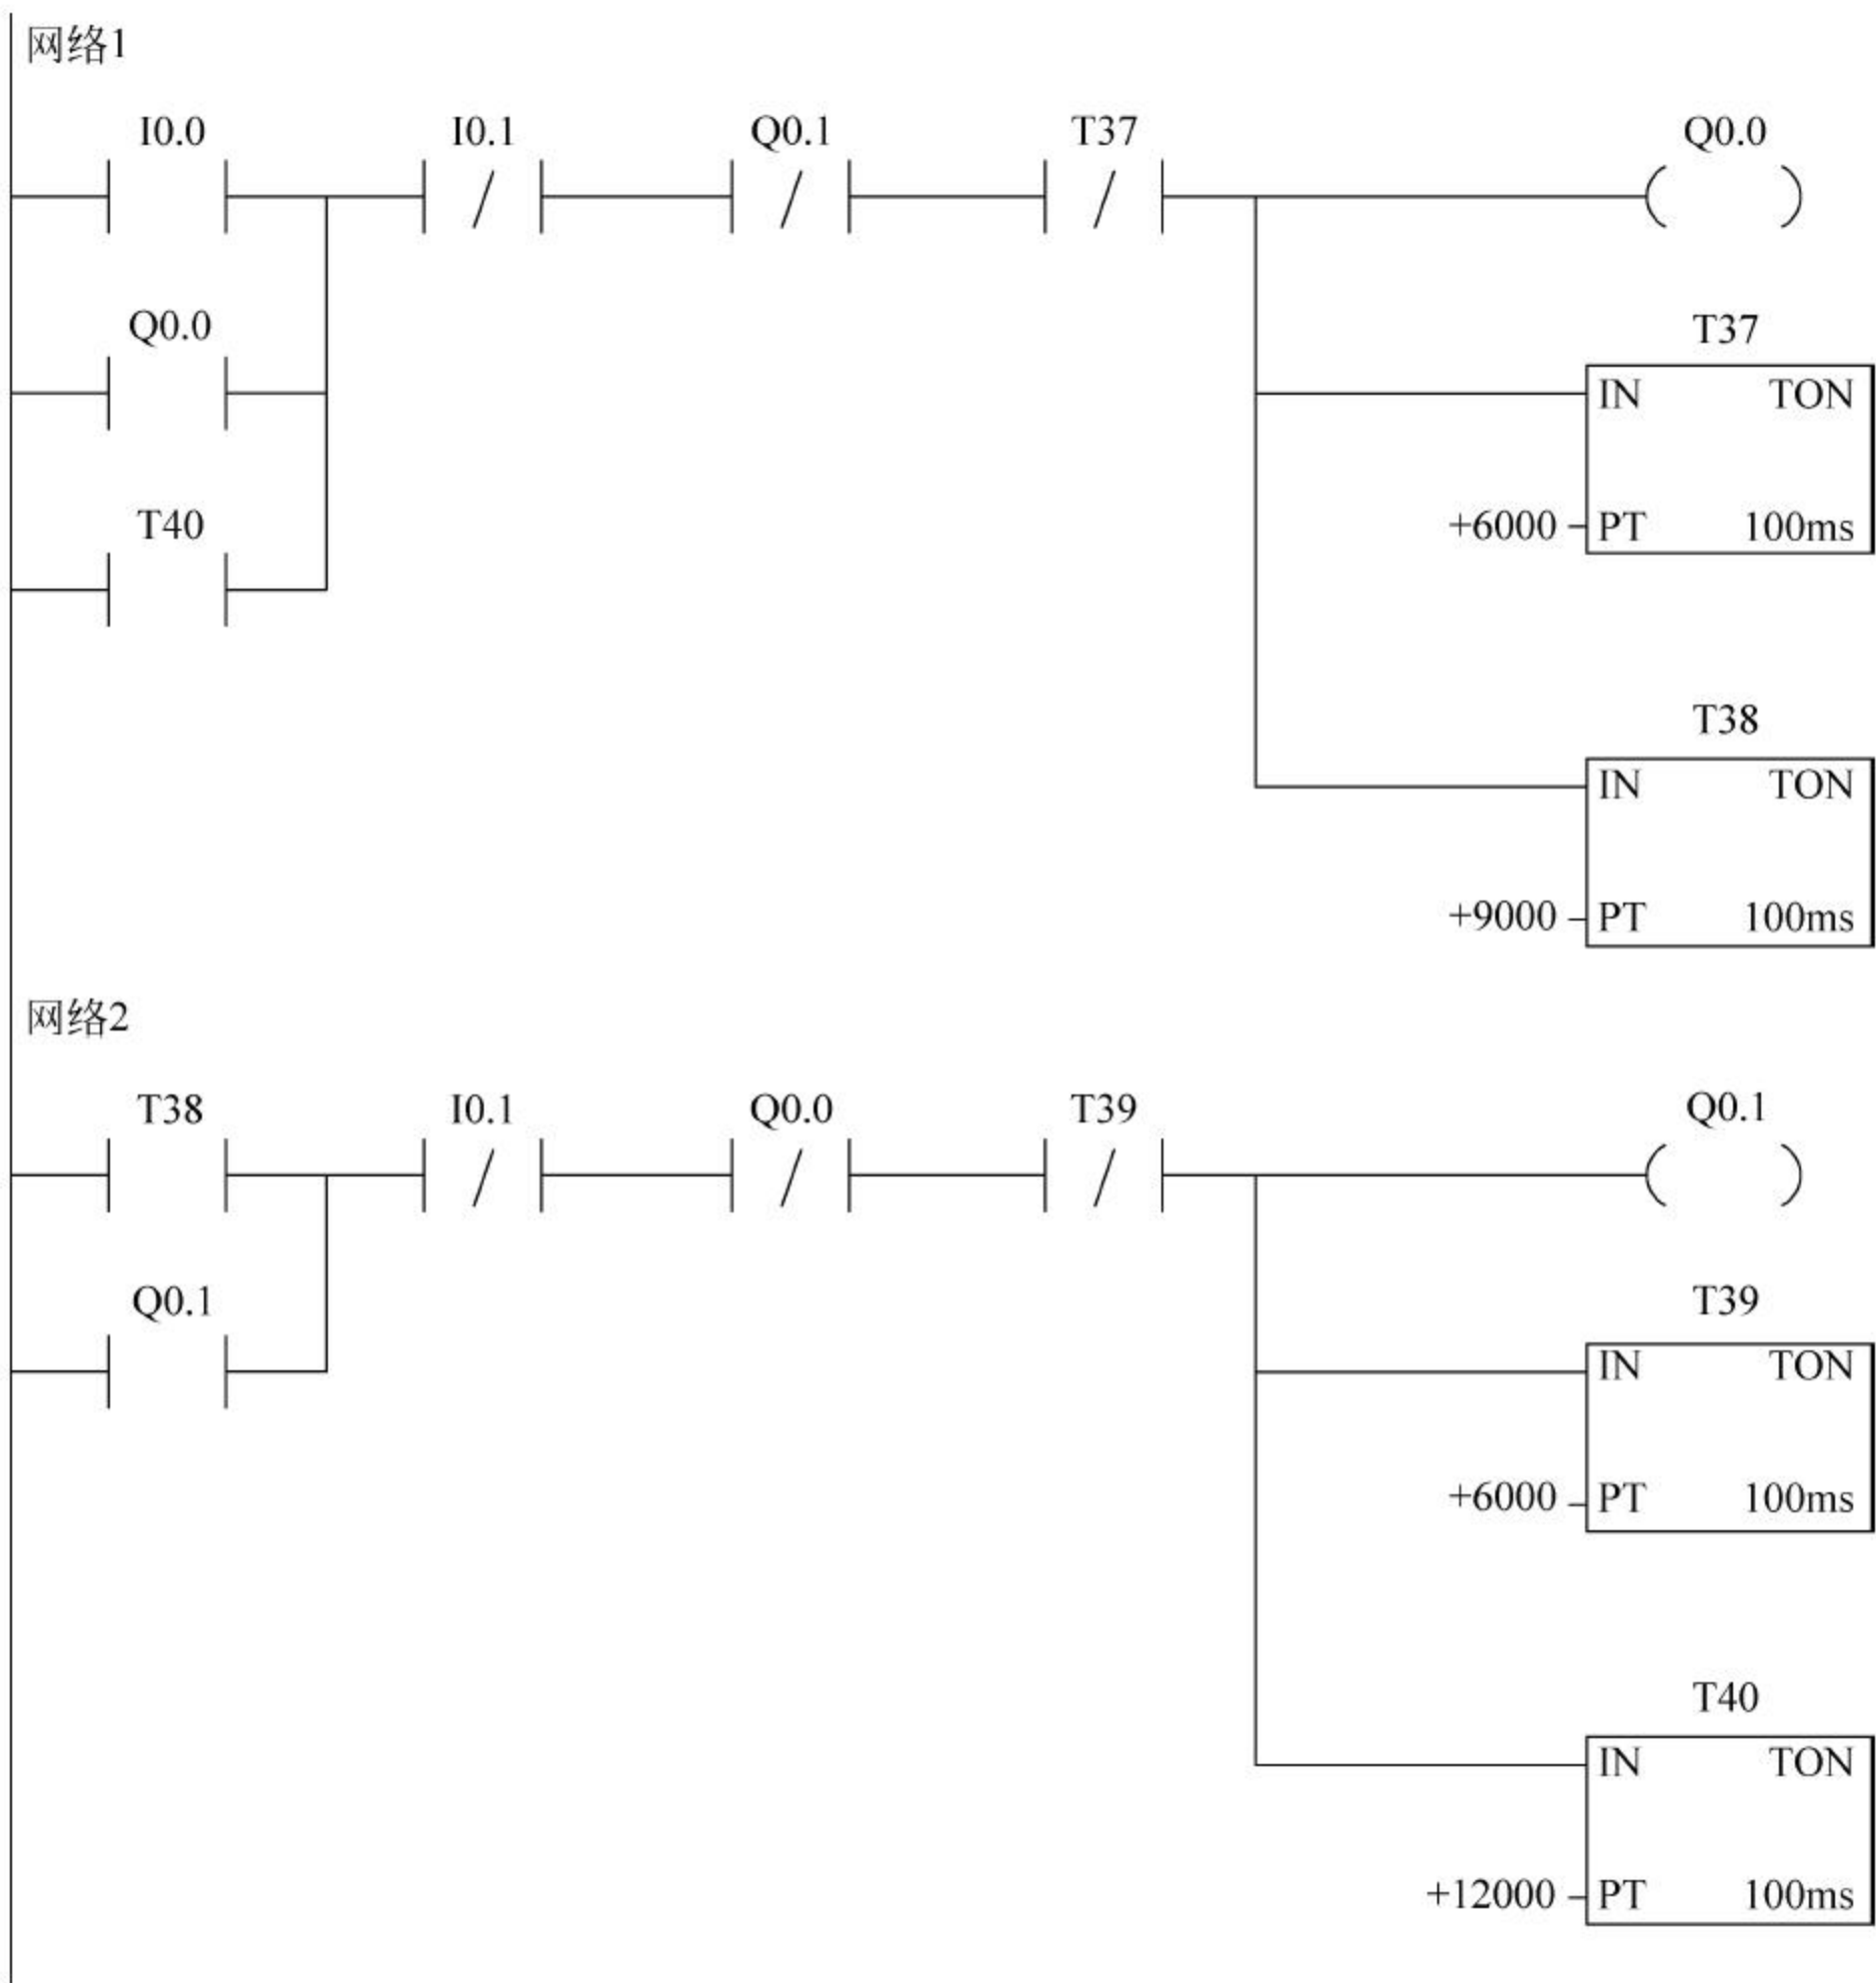 网络1
I0.0 I0.1 Q0.1 T37 Q0.0
Q0.0 T37
IN TON
T40 +6000 PT 100ms
T38
IN TON
+9000 PT 100ms
网络2
T38 I0.1 Q0.0 T39 Q0.1
Q0.1 T39
IN TON
+6000 PT 100ms
T40
IN TON
+12000 PT 100ms